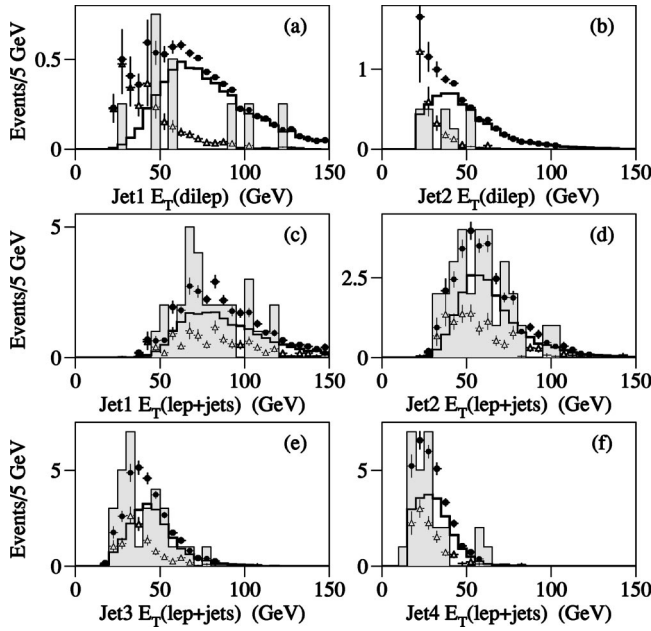 (a) (b)
Events/5 GeV 0.5 1
0 0
0 50 100 150 0 50 100 150
Jet1 E_T(dilep) (GeV) Jet2 E_T(dilep) (GeV)
5 (c) (d)
Events/5 GeV 2.5
0 0
0 50 100 150 0 50 100 150
Jet1 E_T(lep+jets) (GeV) Jet2 E_T(lep+jets) (GeV)
(e) (f)
Events/5 GeV 5 5
0 0
0 50 100 150 0 50 100 150
Jet3 E_T(lep+jets) (GeV) Jet4 E_T(lep+jets) (GeV)